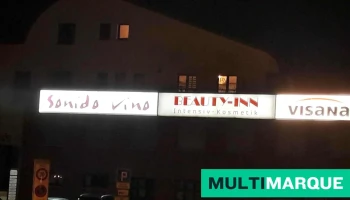 Sonido Vino
BEAUTY-INN
Intensiv-Kosmetik
VISANA
MULTIMARQUE